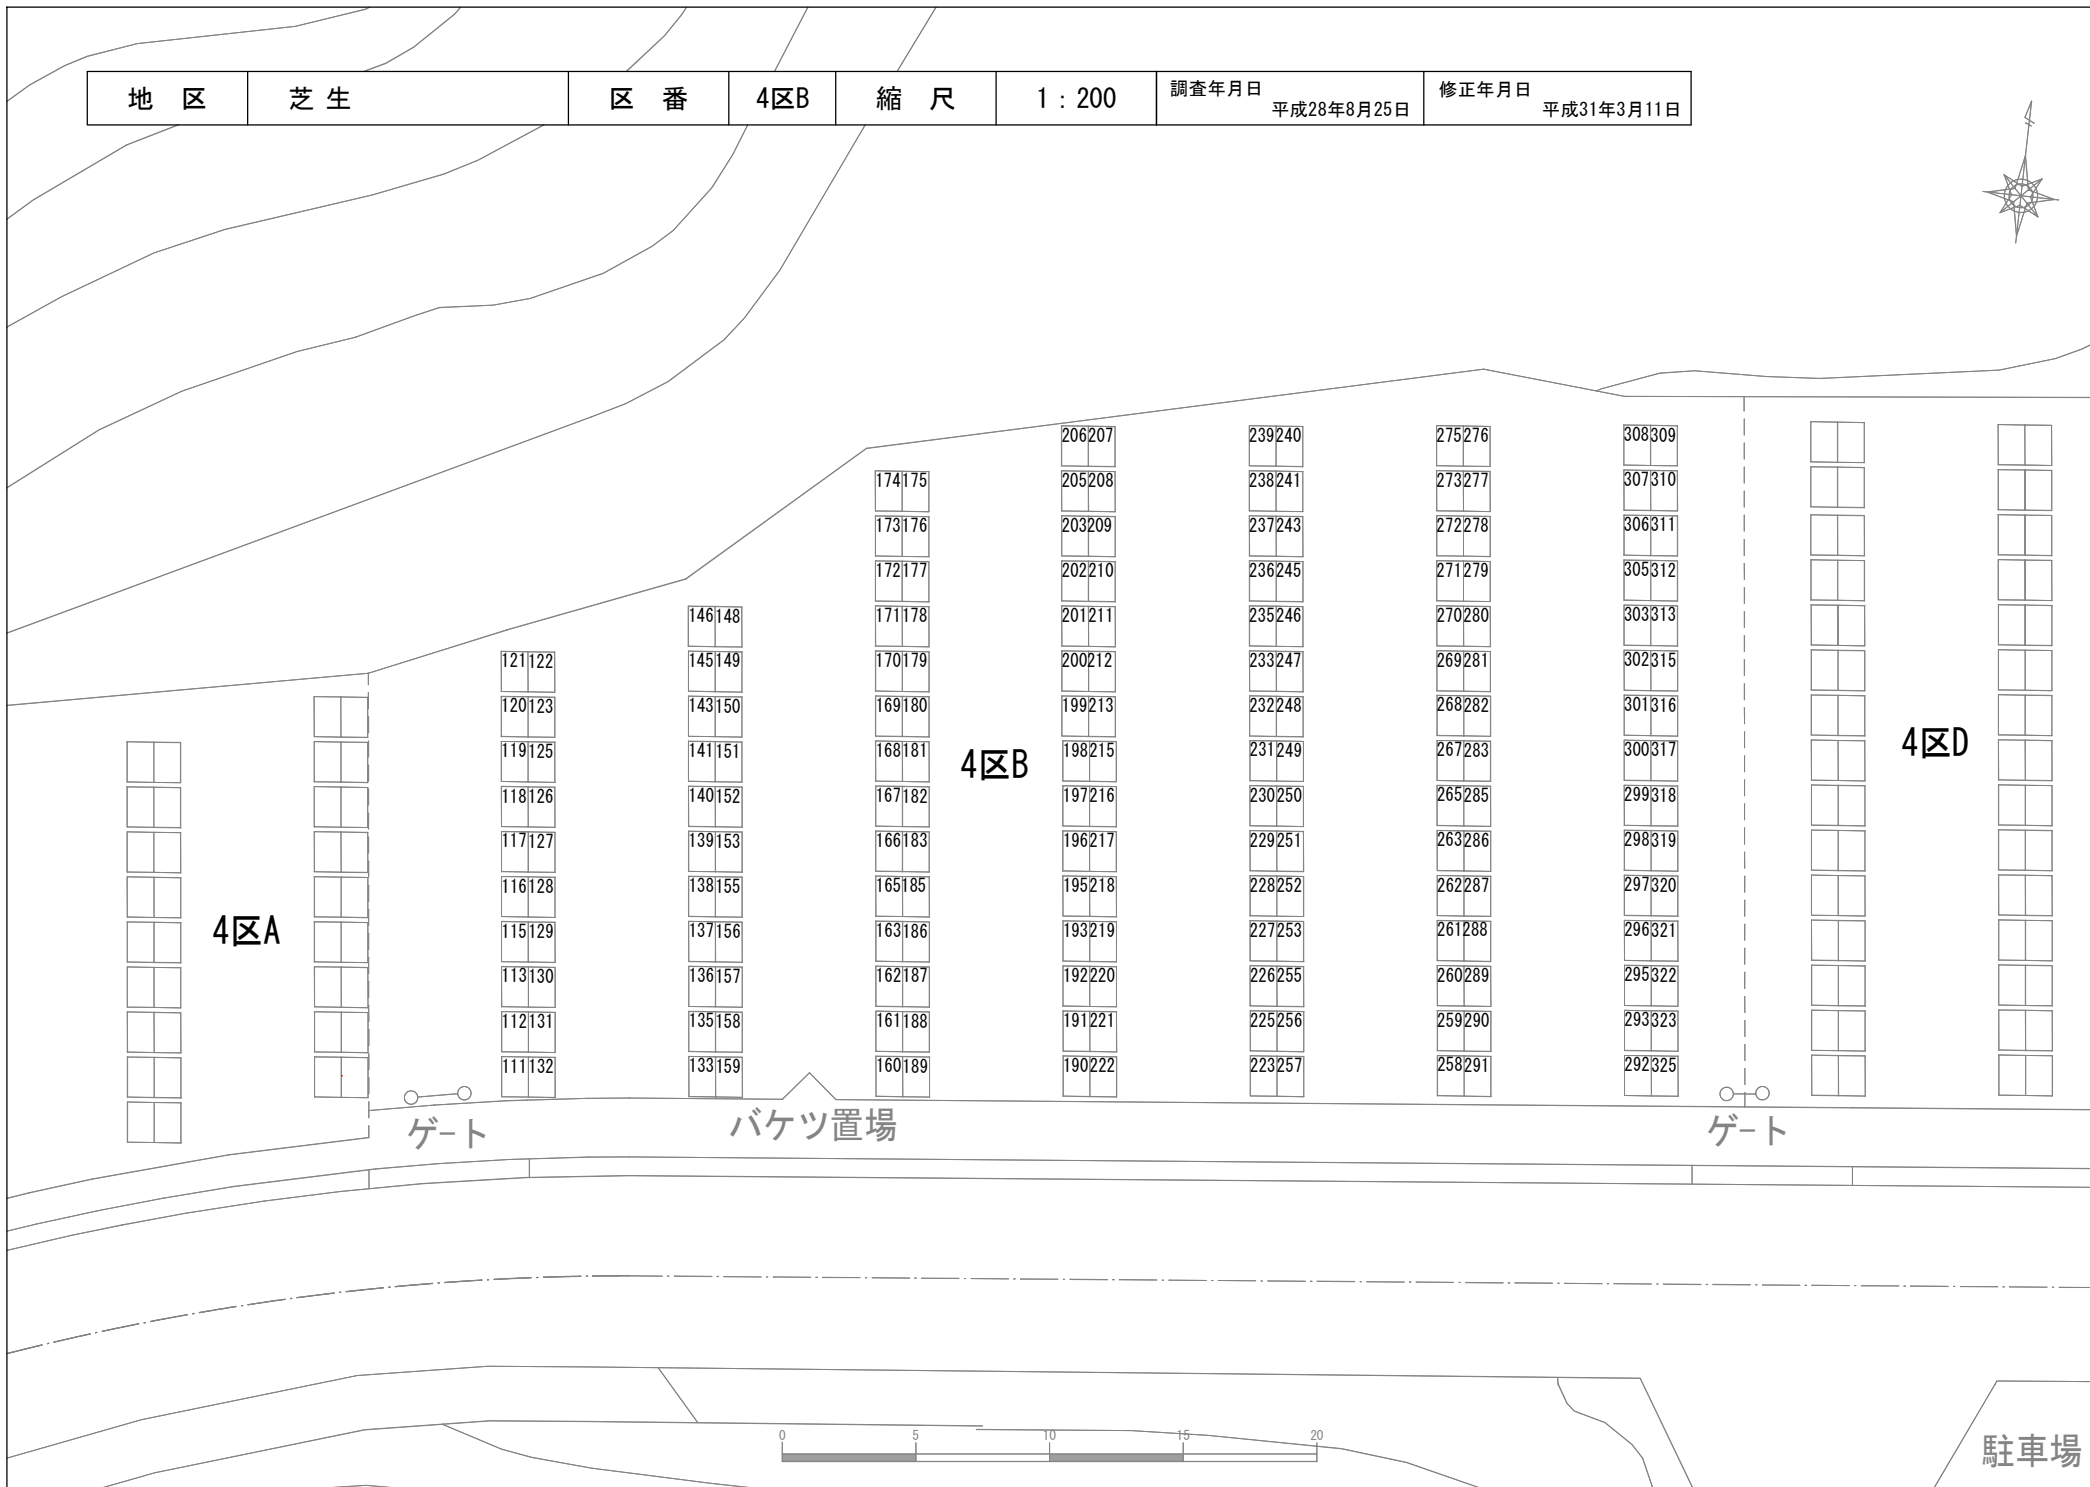 地 区 芝 生 区 番 4区B 縮 尺 1：200 調査年月日 平成28年8月25日 修正年月日 平成31年3月11日
206 207 239 240 275 276 308 309
174 175 205 208 238 241 273 277 307 310
173 176 203 209 237 243 272 278 306 311
172 177 202 210 236 245 271 279 305 312
146 148 171 178 201 211 235 246 270 280 303 313
121 122 145 149 170 179 200 212 233 247 269 281 302 315
120 123 143 150 169 180 199 213 232 248 268 282 301 316
119 125 141 151 168 181 198 215 231 249 267 283 300 317
4区B
4区D
118 126 140 152 167 182 197 216 230 250 265 285 299 318
117 127 139 153 166 183 196 217 229 251 263 286 298 319
116 128 138 155 165 185 195 218 228 252 262 287 297 320
4区A
115 129 137 156 163 186 193 219 227 253 261 288 296 321
113 130 136 157 162 187 192 220 226 255 260 289 295 322
112 131 135 158 161 188 191 221 225 256 259 290 293 323
111 132 133 159 160 189 190 222 223 257 258 291 292 325
ゲート
バケツ置場
ゲート
0 5 10 15 20
駐車場